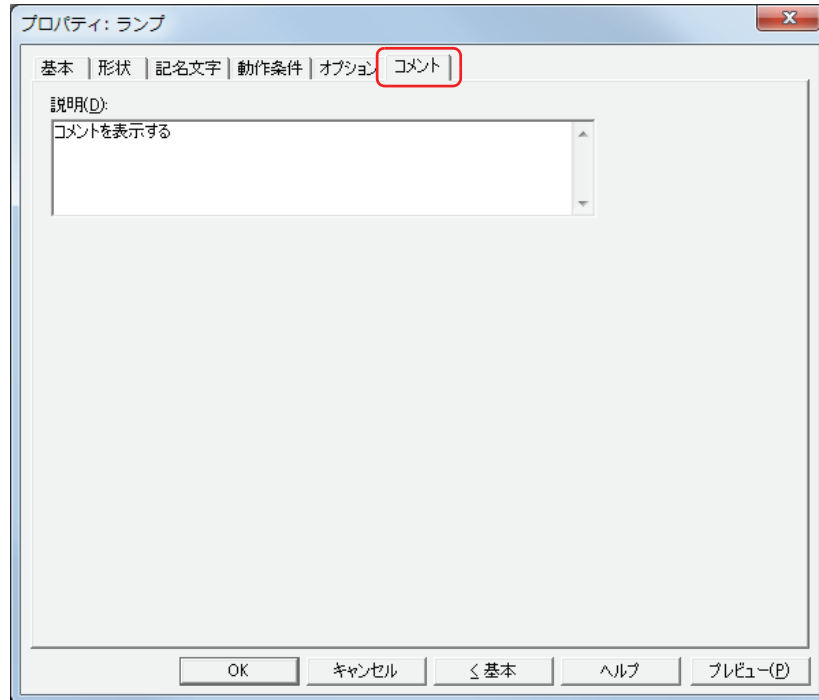 プロパティ: ランプ
x
基本 形状 記名文字 動作条件 オプション コメント
説明(D):
コメントを表示する
OK キャンセル < 基本 ヘルプ プレビュー(P)